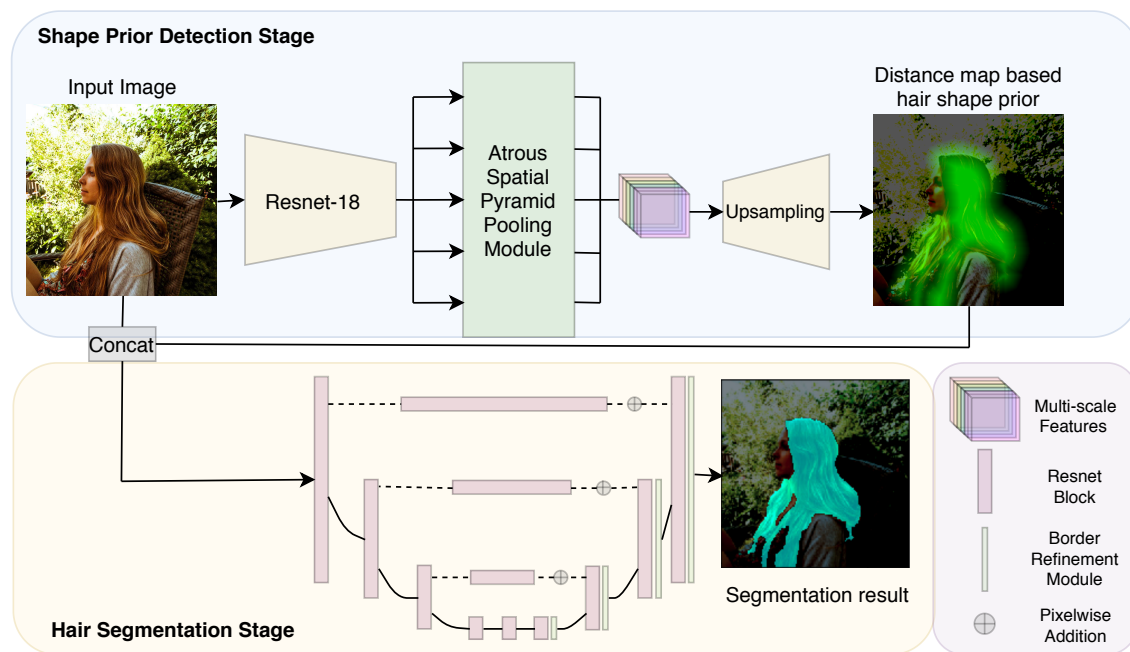 Shape Prior Detection Stage
Input Image
Resnet-18
Atrous
Spatial
Pyramid
Pooling
Module
Upsampling
Distance map based
hair shape prior
Concat
Segmentation result
Hair Segmentation Stage
Multi-scale
Features
Resnet
Block
Border
Refinement
Module
Pixelwise
Addition